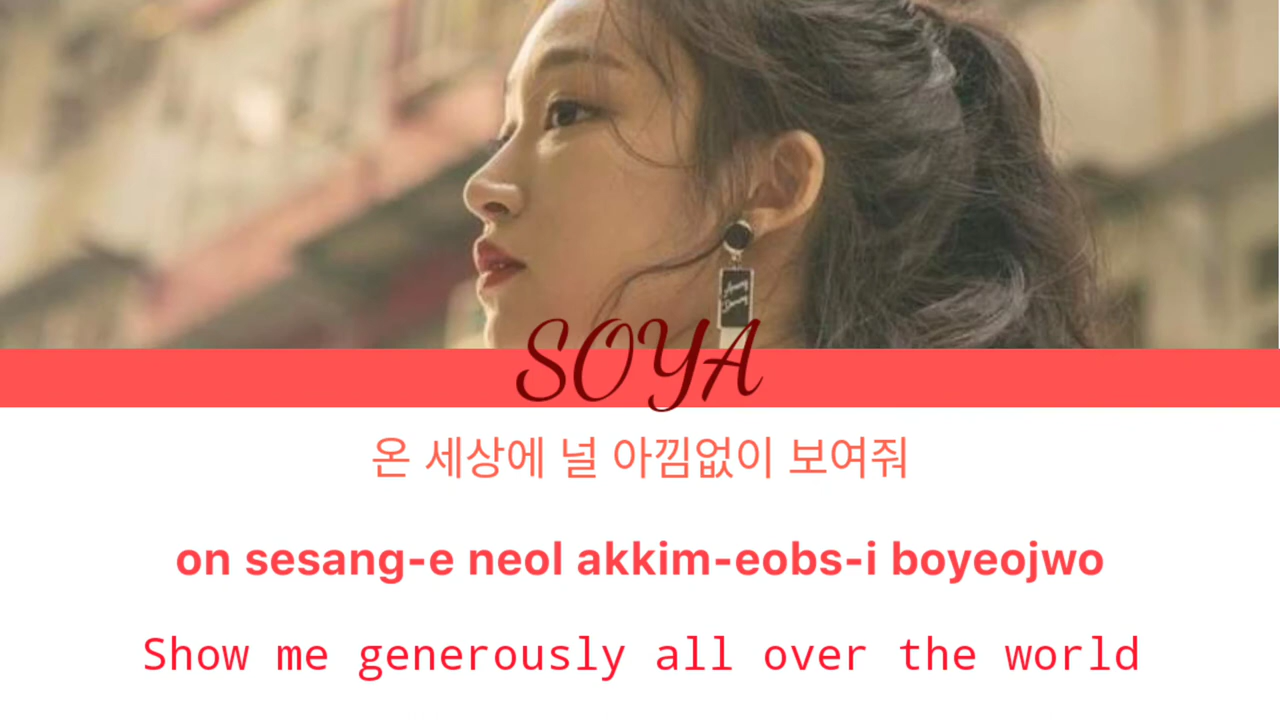 SOYA
온 세상에 널 아낌없이 보여줘
on sesang-e neol akkim-eobs-i boyeojwo
Show me generously all over the world